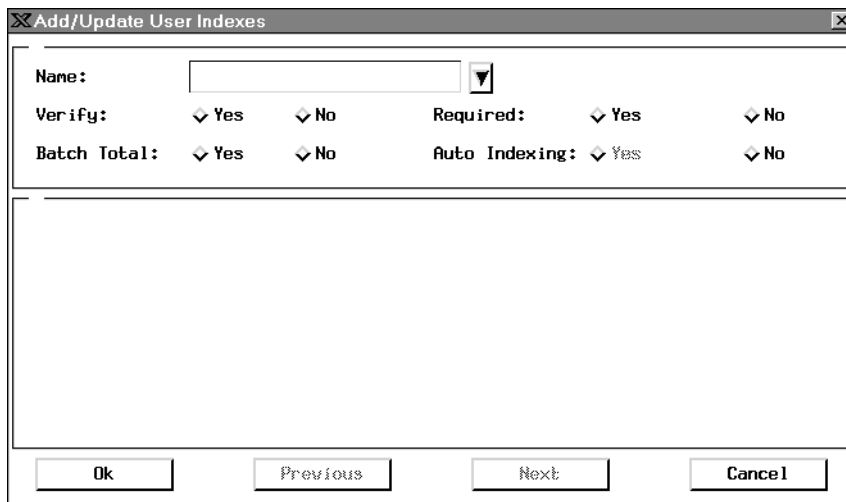 Add/Update User Indexes
Name:
Verify: Yes No Required: Yes No
Batch Total: Yes No Auto Indexing: Yes No
Ok Previous Next Cancel